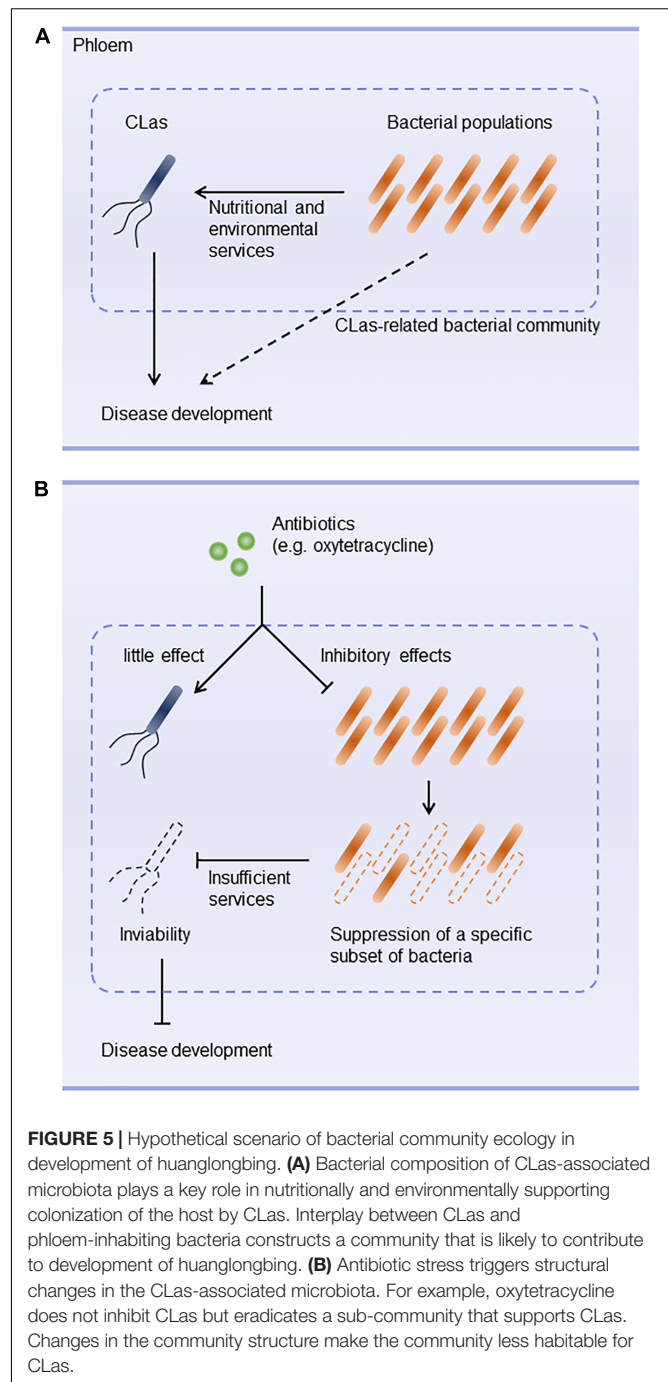 A
Phloem
CLas
Bacterial populations
Nutritional and
environmental
services
CLas-related bacterial community
Disease development
B
Antibiotics
(e.g. oxytetracycline)
little effect
Inhibitory effects
Insufficient
services
Inviability
Suppression of a specific
subset of bacteria
Disease development
FIGURE 5 | Hypothetical scenario of bacterial community ecology in
development of huanglongbing. (A) Bacterial composition of CLas-associated
microbiota plays a key role in nutritionally and environmentally supporting
colonization of the host by CLas. Interplay between CLas and
phloem-inhabiting bacteria constructs a community that is likely to contribute
to development of huanglongbing. (B) Antibiotic stress triggers structural
changes in the CLas-associated microbiota. For example, oxytetracycline
does not inhibit CLas but eradicates a sub-community that supports CLas.
Changes in the community structure make the community less habitable for
CLas.